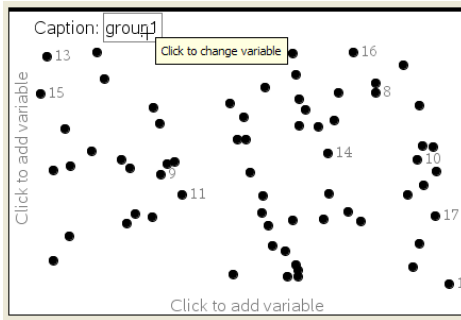 Caption: group1
Click to change variable
13
16
15
8
14
10
9
11
17
1
Click to add variable
Click to add variable